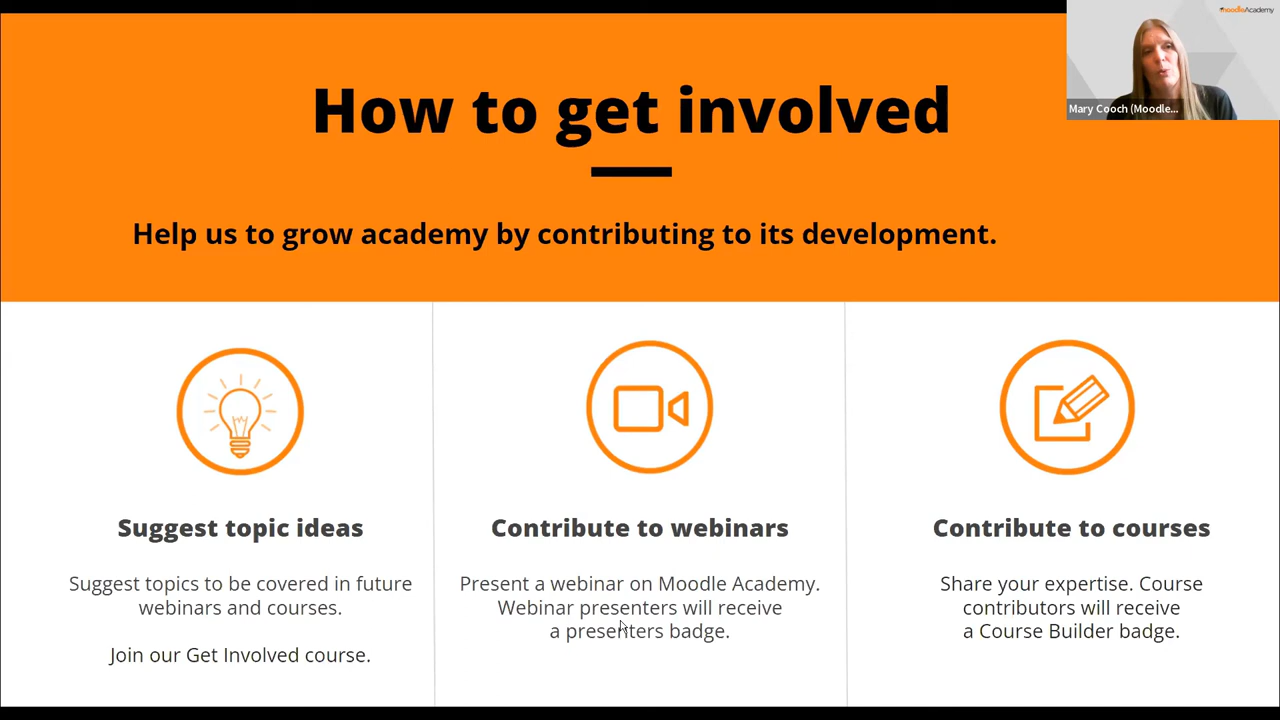 moodleAcademy
Mary Cooch (Moodle...
How to get involved
Help us to grow academy by contributing to its development.
Suggest topic ideas
Suggest topics to be covered in future
webinars and courses.
Join our Get Involved course.
Contribute to webinars
Present a webinar on Moodle Academy.
Webinar presenters will receive
a presenters badge.
Contribute to courses
Share your expertise. Course
contributors will receive
a Course Builder badge.